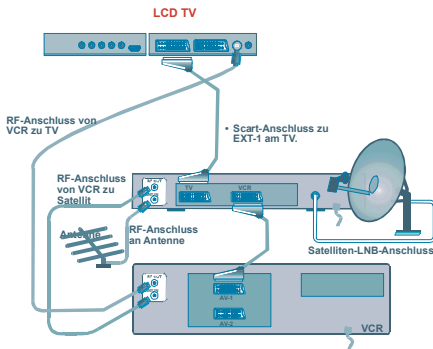 LCD TV
RF-Anschluss von
VCR zu TV
• Scart-Anschluss zu
EXT-1 am TV.
RF-Anschluss
von VCR zu
Satellit
RF-OUT
TV
VCR
Antenne
RF-Anschluss
an Antenne
Satelliten-LNB-Anschluss
RF-OUT
AV-1
AV-2
VCR